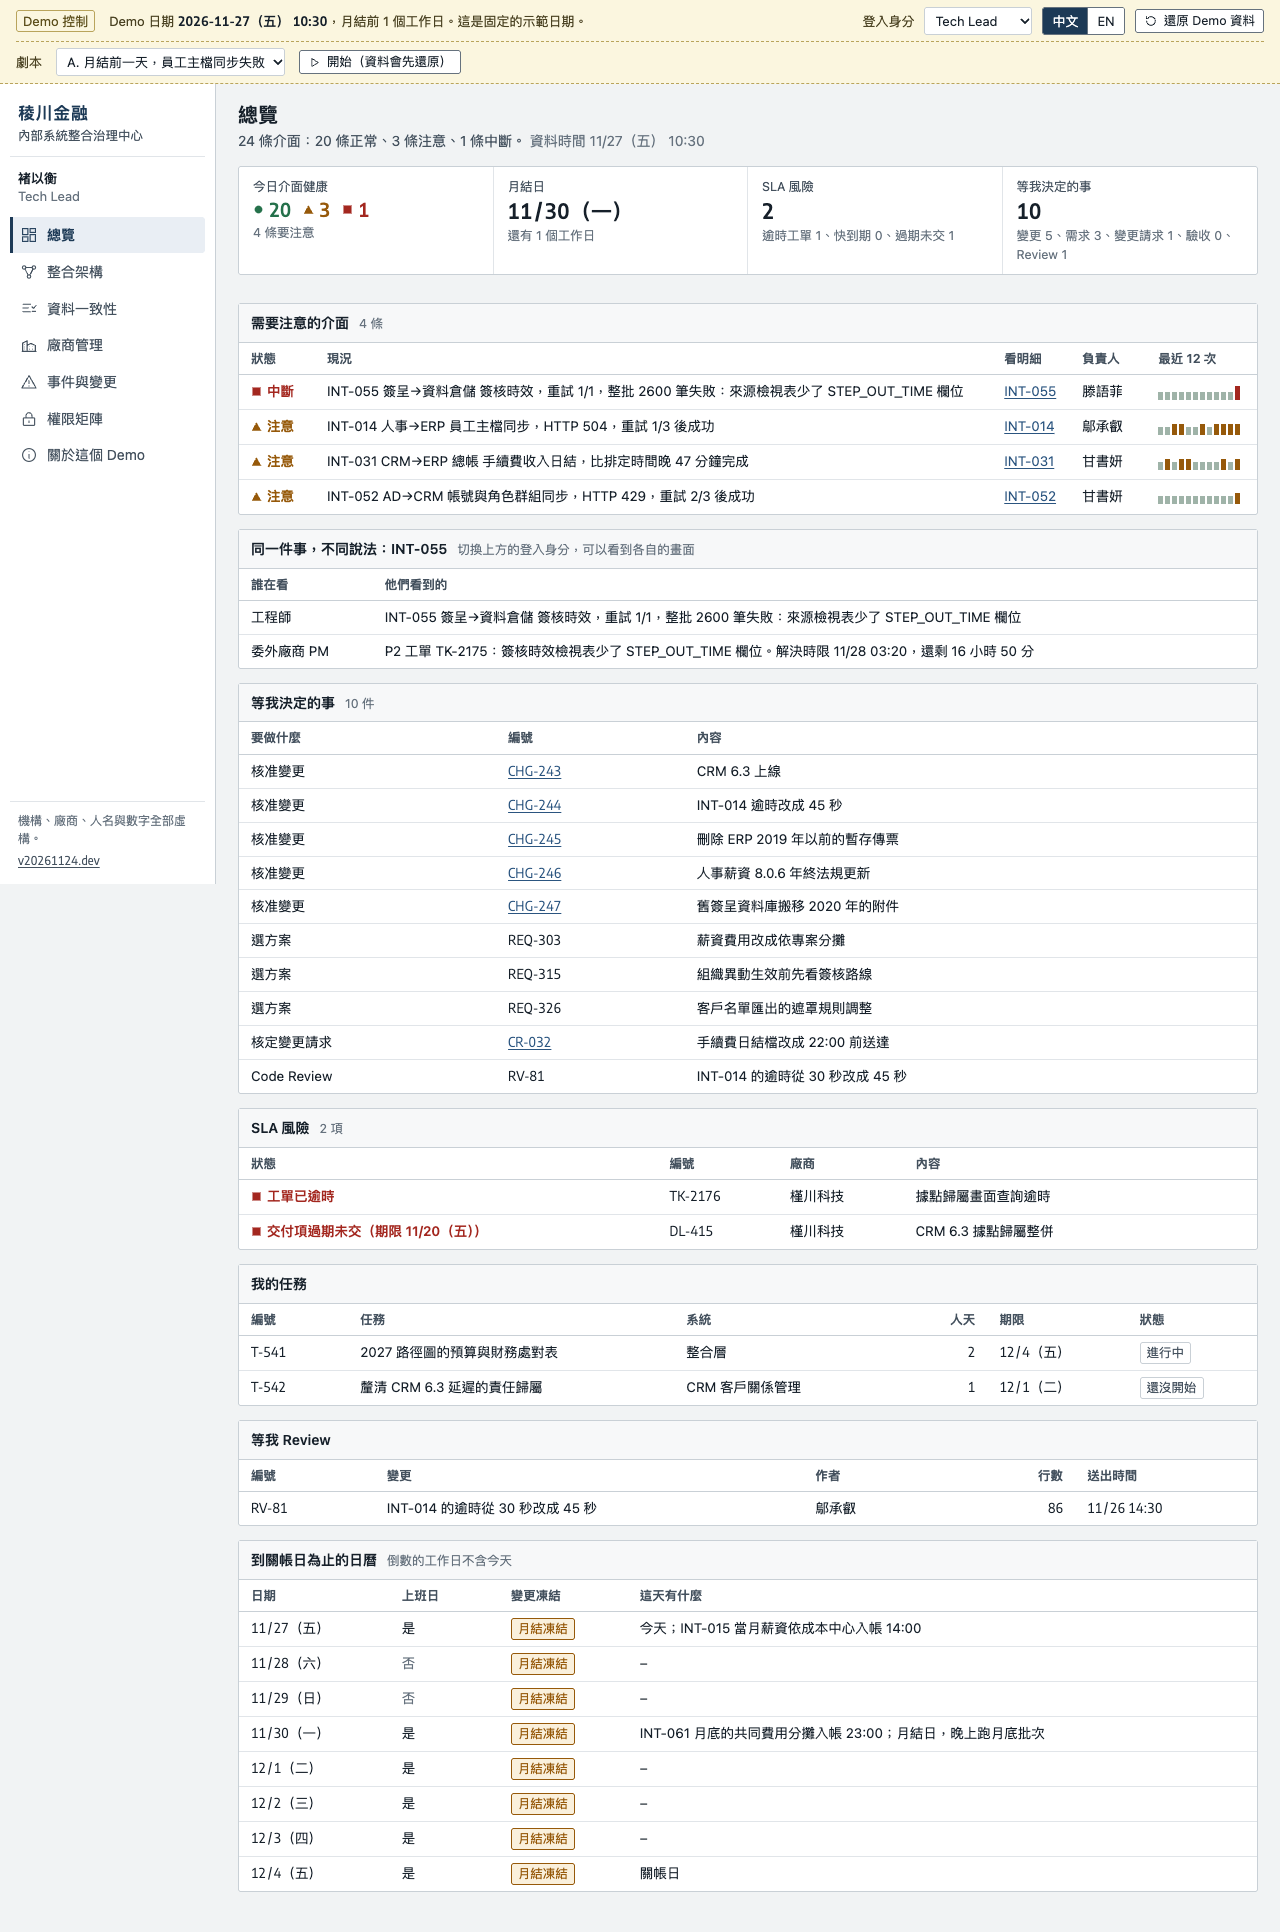 Demo 控制 Demo 日期 2026-11-27（五） 10:30，月結前 1 個工作日。這是固定的示範日期。 登入身分 Tech Lead 中文 EN 還原 Demo 資料
劇本 A. 月結前一天，員工主檔同步失敗 開始（資料會先還原）
稜川金融
內部系統整合治理中心
褚以衡
Tech Lead
總覽
整合架構
資料一致性
廠商管理
事件與變更
權限矩陣
關於這個 Demo
機構、廠商、人名與數字全部虛構。
v20261124.dev
總覽
24 條介面：20 條正常、3 條注意、1 條中斷。 資料時間 11/27（五） 10:30
今日介面健康
● 20 ▲ 3 ■ 1
4 條要注意
月結日
11/30（一）
還有 1 個工作日
SLA 風險
2
逾時工單 1、快到期 0、過期未交 1
等我決定的事
10
變更 5、需求 3、變更請求 1、驗收 0、
Review 1
需要注意的介面 4 條
狀態 現況 看明細 負責人 最近 12 次
■ 中斷 INT-055 簽呈→資料倉儲 簽核時效，重試 1/1，整批 2600 筆失敗：來源檢視表少了 STEP_OUT_TIME 欄位 INT-055 滕語菲
▲ 注意 INT-014 人事→ERP 員工主檔同步，HTTP 504，重試 1/3 後成功 INT-014 鄔承叡
▲ 注意 INT-031 CRM→ERP 總帳 手續費收入日結，比排定時間晚 47 分鐘完成 INT-031 甘書妍
▲ 注意 INT-052 AD→CRM 帳號與角色群組同步，HTTP 429，重試 2/3 後成功 INT-052 甘書妍
同一件事，不同說法：INT-055 切換上方的登入身分，可以看到各自的畫面
誰在看 他們看到的
工程師 INT-055 簽呈→資料倉儲 簽核時效，重試 1/1，整批 2600 筆失敗：來源檢視表少了 STEP_OUT_TIME 欄位
委外廠商 PM P2 工單 TK-2175：簽核時效檢視表少了 STEP_OUT_TIME 欄位。解決時限 11/28 03:20，還剩 16 小時 50 分
等我決定的事 10 件
要做什麼 編號 內容
核准變更 CHG-243 CRM 6.3 上線
核准變更 CHG-244 INT-014 逾時改成 45 秒
核准變更 CHG-245 刪除 ERP 2019 年以前的暫存傳票
核准變更 CHG-246 人事薪資 8.0.6 年終法規更新
核准變更 CHG-247 舊簽呈資料庫搬移 2020 年的附件
選方案 REQ-303 薪資費用改成依專案分攤
選方案 REQ-315 組織異動生效前先看簽核路線
選方案 REQ-326 客戶名單匯出的遮罩規則調整
核定變更請求 CR-032 手續費日結檔改成 22:00 前送達
Code Review RV-81 INT-014 的逾時從 30 秒改成 45 秒
SLA 風險 2 項
狀態 編號 廠商 內容
■ 工單已逾時 TK-2176 槿川科技 據點歸屬畫面查詢逾時
■ 交付項過期未交（期限 11/20（五）） DL-415 槿川科技 CRM 6.3 據點歸屬整併
我的任務
編號 任務 系統 人天 期限 狀態
T-541 2027 路徑圖的預算與財務處對表 整合層 2 12/4（五） 進行中
T-542 釐清 CRM 6.3 延遲的責任歸屬 CRM 客戶關係管理 1 12/1（二） 還沒開始
等我 Review
編號 變更 作者 行數 送出時間
RV-81 INT-014 的逾時從 30 秒改成 45 秒 鄔承叡 86 11/26 14:30
到關帳日為止的日曆 倒數的工作日不含今天
日期 上班日 變更凍結 這天有什麼
11/27（五） 是 月結凍結 今天；INT-015 當月薪資依成本中心入帳 14:00
11/28（六） 否 月結凍結 –
11/29（日） 否 月結凍結 –
11/30（一） 是 月結凍結 INT-061 月底的共同費用分攤入帳 23:00；月結日，晚上跑月底批次
12/1（二） 是 月結凍結 –
12/2（三） 是 月結凍結 –
12/3（四） 是 月結凍結 –
12/4（五） 是 月結凍結 關帳日